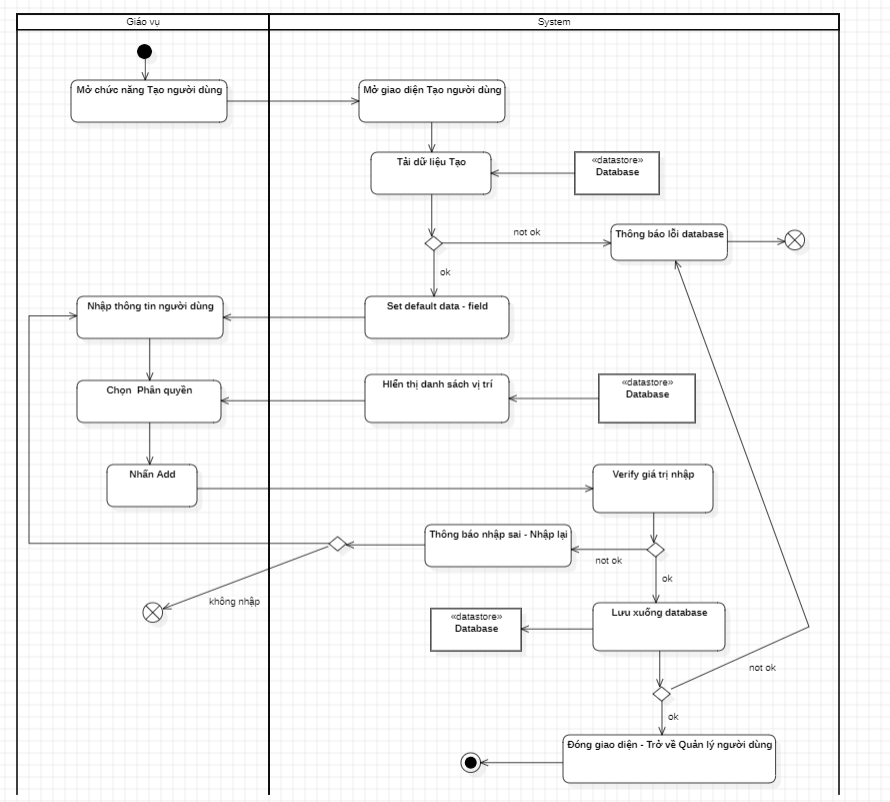 Giáo vụ
System
Mở chức năng Tạo người dùng
Mở giao diện Tạo người dùng
Tải dữ liệu Tạo
«datastore»
Database
not ok
Thông báo lỗi database
ok
Nhập thông tin người dùng
Set default data - field
Chọn Phân quyền
HIển thị danh sách vị trí
«datastore»
Database
Nhấn Add
Verify giá trị nhập
Thông báo nhập sai - Nhập lại
not ok
ok
không nhập
«datastore»
Database
Lưu xuống database
not ok
ok
Đóng giao diện - Trở về Quản lý người dùng